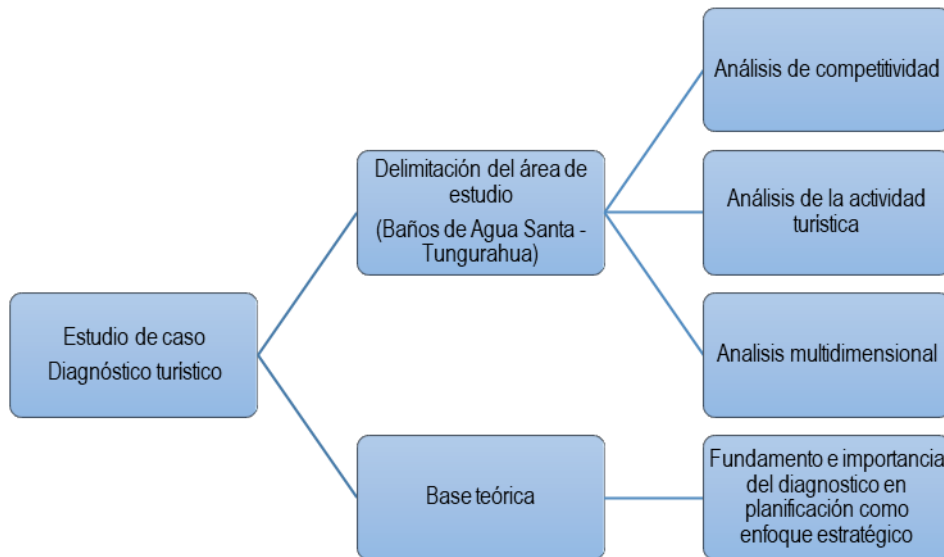 Estudio de caso
Diagnóstico turístico
Delimitación del área de
estudio
(Baños de Agua Santa -
Tungurahua)
Análisis de competitividad
Análisis de la actividad
turística
Analisis multidimensional
Base teórica
Fundamento e importancia
del diagnostico en
planificación como
enfoque estratégico